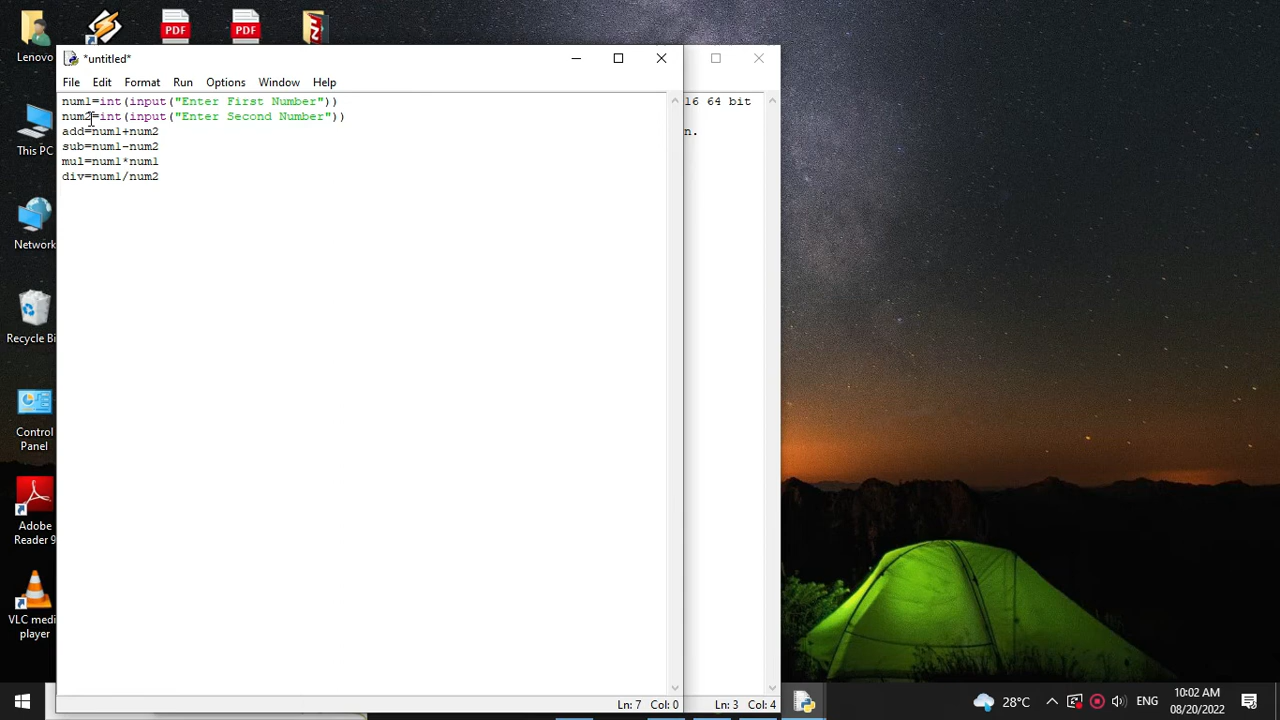 Lenovo
PDF
PDF
*untitled*
File Edit Format Run Options Window Help
num1=int(input("Enter First Number"))
num2=int(input("Enter Second Number"))
add=num1+num2
sub=num1-num2
mul=num1*num1
div=num1/num2
16 64 bit
n.
This PC
Network
Recycle Bi
Control
Panel
Adobe
Reader 9
VLC medi
player
Ln: 7 Col: 0
Ln: 3 Col: 4
28°C
ENG
10:02 AM
08/20/2022